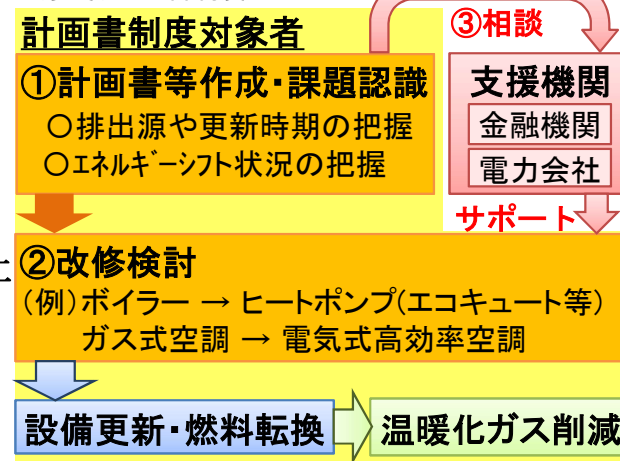 計画書制度対象者
①計画書等作成・課題認識
○排出源や更新時期の把握
○エネルギーシフト状況の把握
③相談
支援機関
金融機関
電力会社
サポート
②改修検討
(例)ボイラー → ヒートポンプ(エコキュート等)
ガス式空調 → 電気式高効率空調
設備更新・燃料転換
温暖化ガス削減